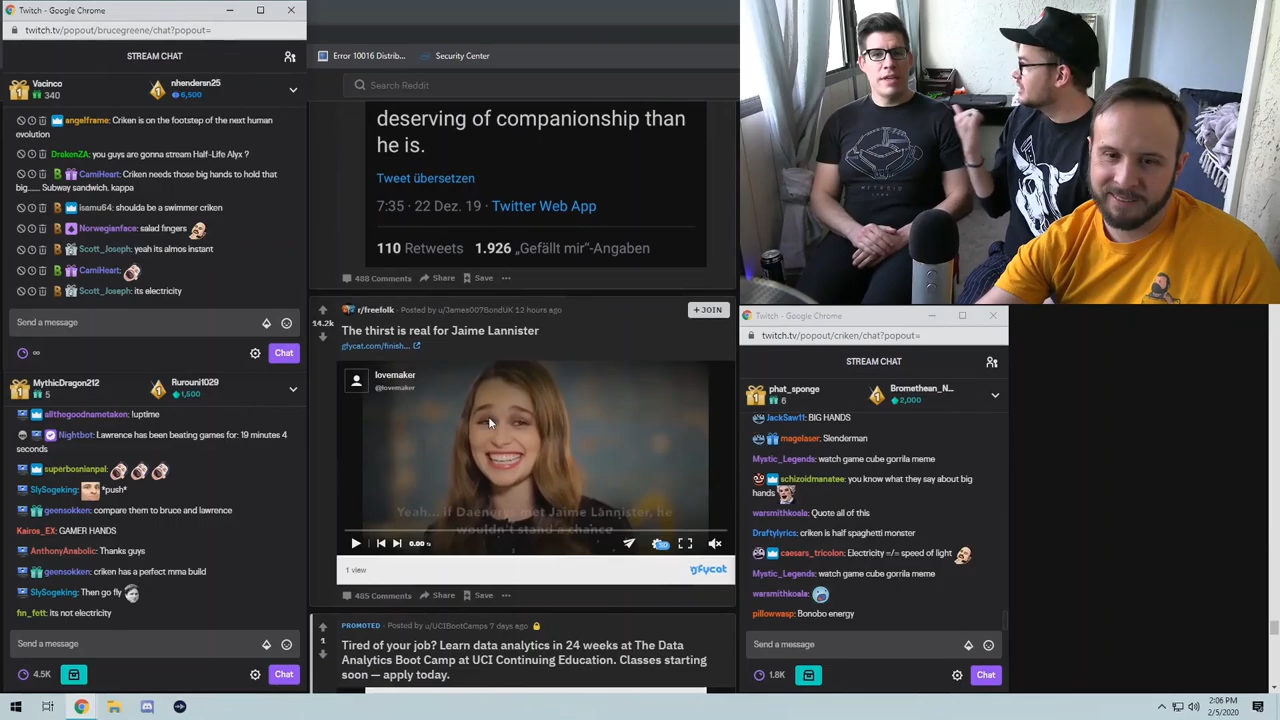 Twitch - Google Chrome
twitch.tv/popout/brucegreene/chat?popout=
STREAM CHAT
Vacinco
340
nhesdersn25
6,500
angelframe: Criken is on the footstep of the next human
evolution
DrakenZA: you guys are gonna stream Half-Life Alyx ?
CamiHeart: Criken needs those big hands to hold that
big...... Subway sandwich. kappa
isamu64: shoulda be a swimmer criken
Norwegianface: salad fingers
Scott_Joseph: yeah its almos instant
CamiHeart:
Scott_Joseph: its electricity
Send a message
∞
Chat
MythicDragon212
5
Rurouni1029
1,500
allthegoodnametaken: !uptime
Nightbot: Lawrence has been beating games for: 19 minutes 4
seconds
superbosnianpal:
SlySogeking: *push*
geensokken: compare them to bruce and lawrence
Kairos_EX: GAMER HANDS
AnthonyAnabolic: Thanks guys
geensokken: criken has a perfect mma build
SlySogeking: Then go fly
fin_fett: its not electricity
Send a message
4.5K
Chat
Error 10016 Distrib...
Security Center
Search Reddit
deserving of companionship than
he is.
Tweet übersetzen
7:35 · 22 Dez. 19 · Twitter Web App
110 Retweets 1.926 „Gefällt mir“-Angaben
488 Comments Share Save ...
14.2k
r/freefolk · Posted by u/James007BondUK 12 hours ago
+ JOIN
The thirst is real for Jaime Lannister
gfycat.com/finish...
lovemaker
@lovemaker
Yeah... If Daenurys met Jaime Lannister, he
wouldn't stand a chance
0.00 s
SD
1 view
gfycat
485 Comments Share Save ...
1
PROMOTED · Posted by u/UCIBootCamps 7 days ago
Tired of your job? Learn data analytics in 24 weeks at The Data
Analytics Boot Camp at UCI Continuing Education. Classes starting
soon — apply today.
METROID
Twitch - Google Chrome
twitch.tv/popout/criken/chat?popout=
STREAM CHAT
phat_sponge
6
Bromethean_N...
2,000
JackSaw11: BIG HANDS
magelaser: Slenderman
Mystic_Legends: watch game cube gorrila meme
schizoidmanatee: you know what they say about big
hands
warsmithkoala: Quote all of this
Draftylyrics: criken is half spaghetti monster
caesars_tricolon: Electricity =/= speed of light
Mystic_Legends: watch game cube gorrila meme
warsmithkoala:
pillowwasp: Bonobo energy
Send a message
1.8K
Chat
2:06 PM
2/5/2020